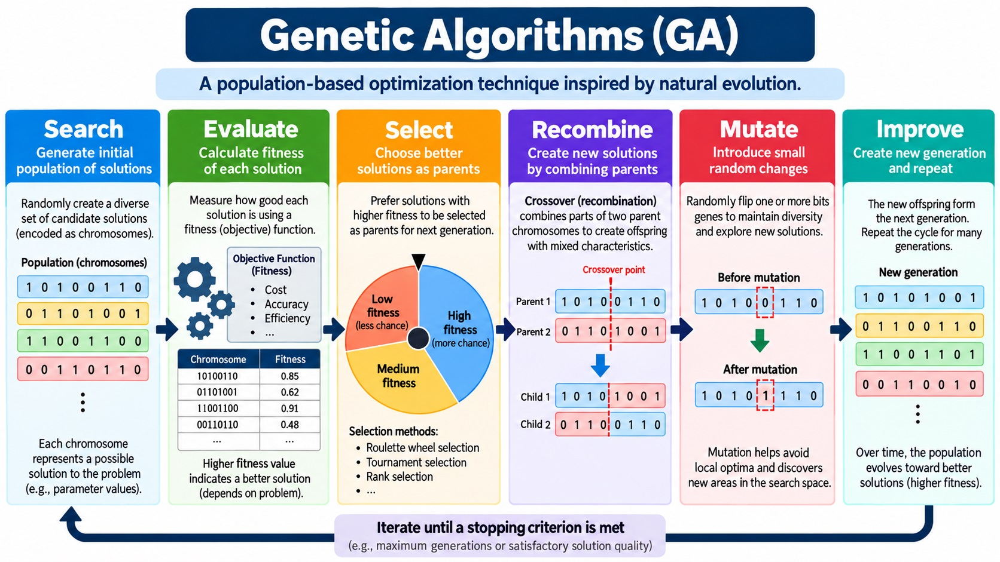 Genetic Algorithms (GA)
A population-based optimization technique inspired by natural evolution.
Search
Generate initial
population of solutions
Randomly create a diverse
set of candidate solutions
(encoded as chromosomes).
Population (chromosomes)
1 0 1 0 0 1 1 0
0 1 1 0 1 0 0 1
1 1 0 0 1 1 0 0
0 0 1 1 0 1 1 0
Each chromosome
represents a possible
solution to the problem
(e.g., parameter values).
Evaluate
Calculate fitness
of each solution
Measure how good each
solution is using a
fitness (objective) function.
Objective Function
(Fitness)
• Cost
• Accuracy
• Efficiency
• ...
Chromosome Fitness
10100110 0.85
01101001 0.62
11001100 0.91
00110110 0.48
... ...
Higher fitness value
indicates a better solution
(depends on problem).
Select
Choose better
solutions as parents
Prefer solutions with
higher fitness to be selected
as parents for next generation.
Low
fitness
(less chance)
High
fitness
(more chance)
Medium
fitness
Selection methods:
• Roulette wheel selection
• Tournament selection
• Rank selection
• ...
Recombine
Create new solutions
by combining parents
Crossover (recombination)
combines parts of two parent
chromosomes to create offspring
with mixed characteristics.
Crossover point
Parent 1 1 0 1 0 0 1 1 0
Parent 2 0 1 1 0 1 0 0 1
Child 1 1 0 1 0 1 0 0 1
Child 2 0 1 1 0 0 1 1 0
Mutate
Introduce small
random changes
Randomly flip one or more bits
genes to maintain diversity
and explore new solutions.
Before mutation
1 0 1 0 0 1 1 0
After mutation
1 0 1 0 1 1 1 0
Mutation helps avoid
local optima and discovers
new areas in the search space.
Improve
Create new generation
and repeat
The new offspring form
the next generation.
Repeat the cycle for many
generations.
New generation
1 0 1 0 1 0 0 1
0 1 1 0 0 1 1 0
1 1 0 0 1 1 0 1
0 0 1 1 0 0 1 0
Over time, the population
evolves toward better
solutions (higher fitness).
Iterate until a stopping criterion is met
(e.g., maximum generations or satisfactory solution quality)